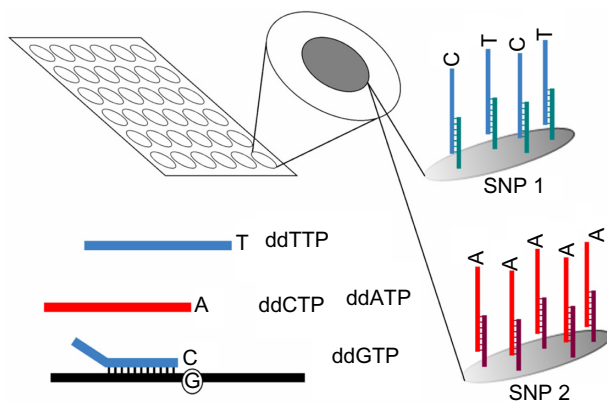 C T C T
SNP 1
T ddTTP
A ddCTP ddATP
C ddGTP
G
A A A A A
SNP 2